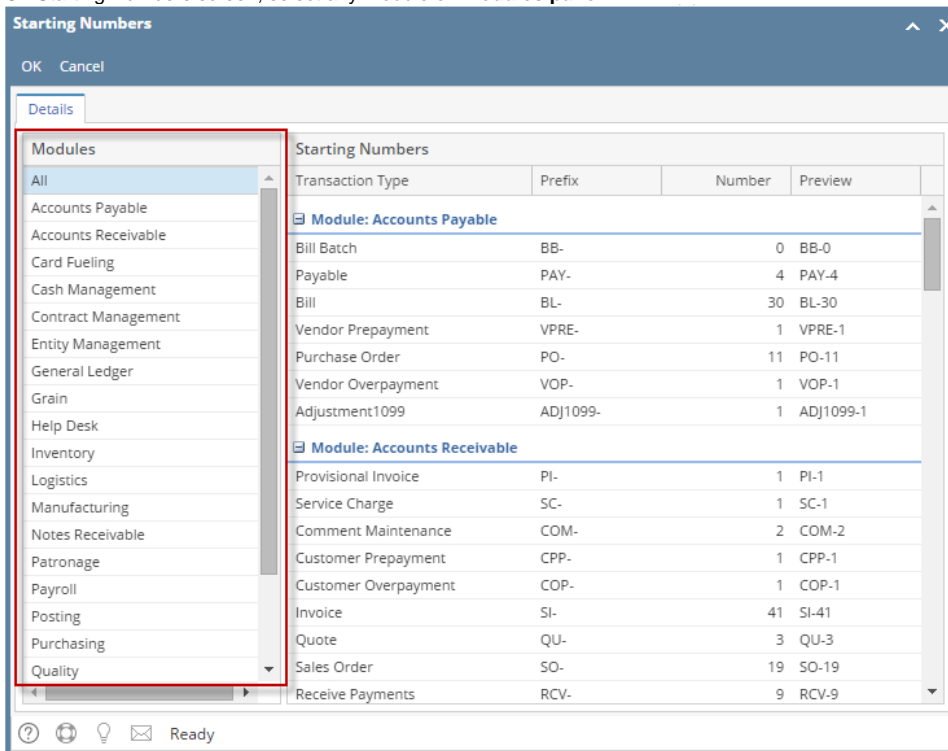 Starting Numbers
OK Cancel
Details
Modules
All
Accounts Payable
Accounts Receivable
Card Fueling
Cash Management
Contract Management
Entity Management
General Ledger
Grain
Help Desk
Inventory
Logistics
Manufacturing
Notes Receivable
Patronage
Payroll
Posting
Purchasing
Quality
Starting Numbers
Transaction Type Prefix Number Preview
Module: Accounts Payable
Bill Batch BB- 0 BB-0
Payable PAY- 4 PAY-4
Bill BL- 30 BL-30
Vendor Prepayment VPRE- 1 VPRE-1
Purchase Order PO- 11 PO-11
Vendor Overpayment VOP- 1 VOP-1
Adjustment1099 ADJ1099- 1 ADJ1099-1
Module: Accounts Receivable
Provisional Invoice PI- 1 PI-1
Service Charge SC- 1 SC-1
Comment Maintenance COM- 2 COM-2
Customer Prepayment CPP- 1 CPP-1
Customer Overpayment COP- 1 COP-1
Invoice SI- 41 SI-41
Quote QU- 3 QU-3
Sales Order SO- 19 SO-19
Receive Payments RCV- 9 RCV-9
Ready